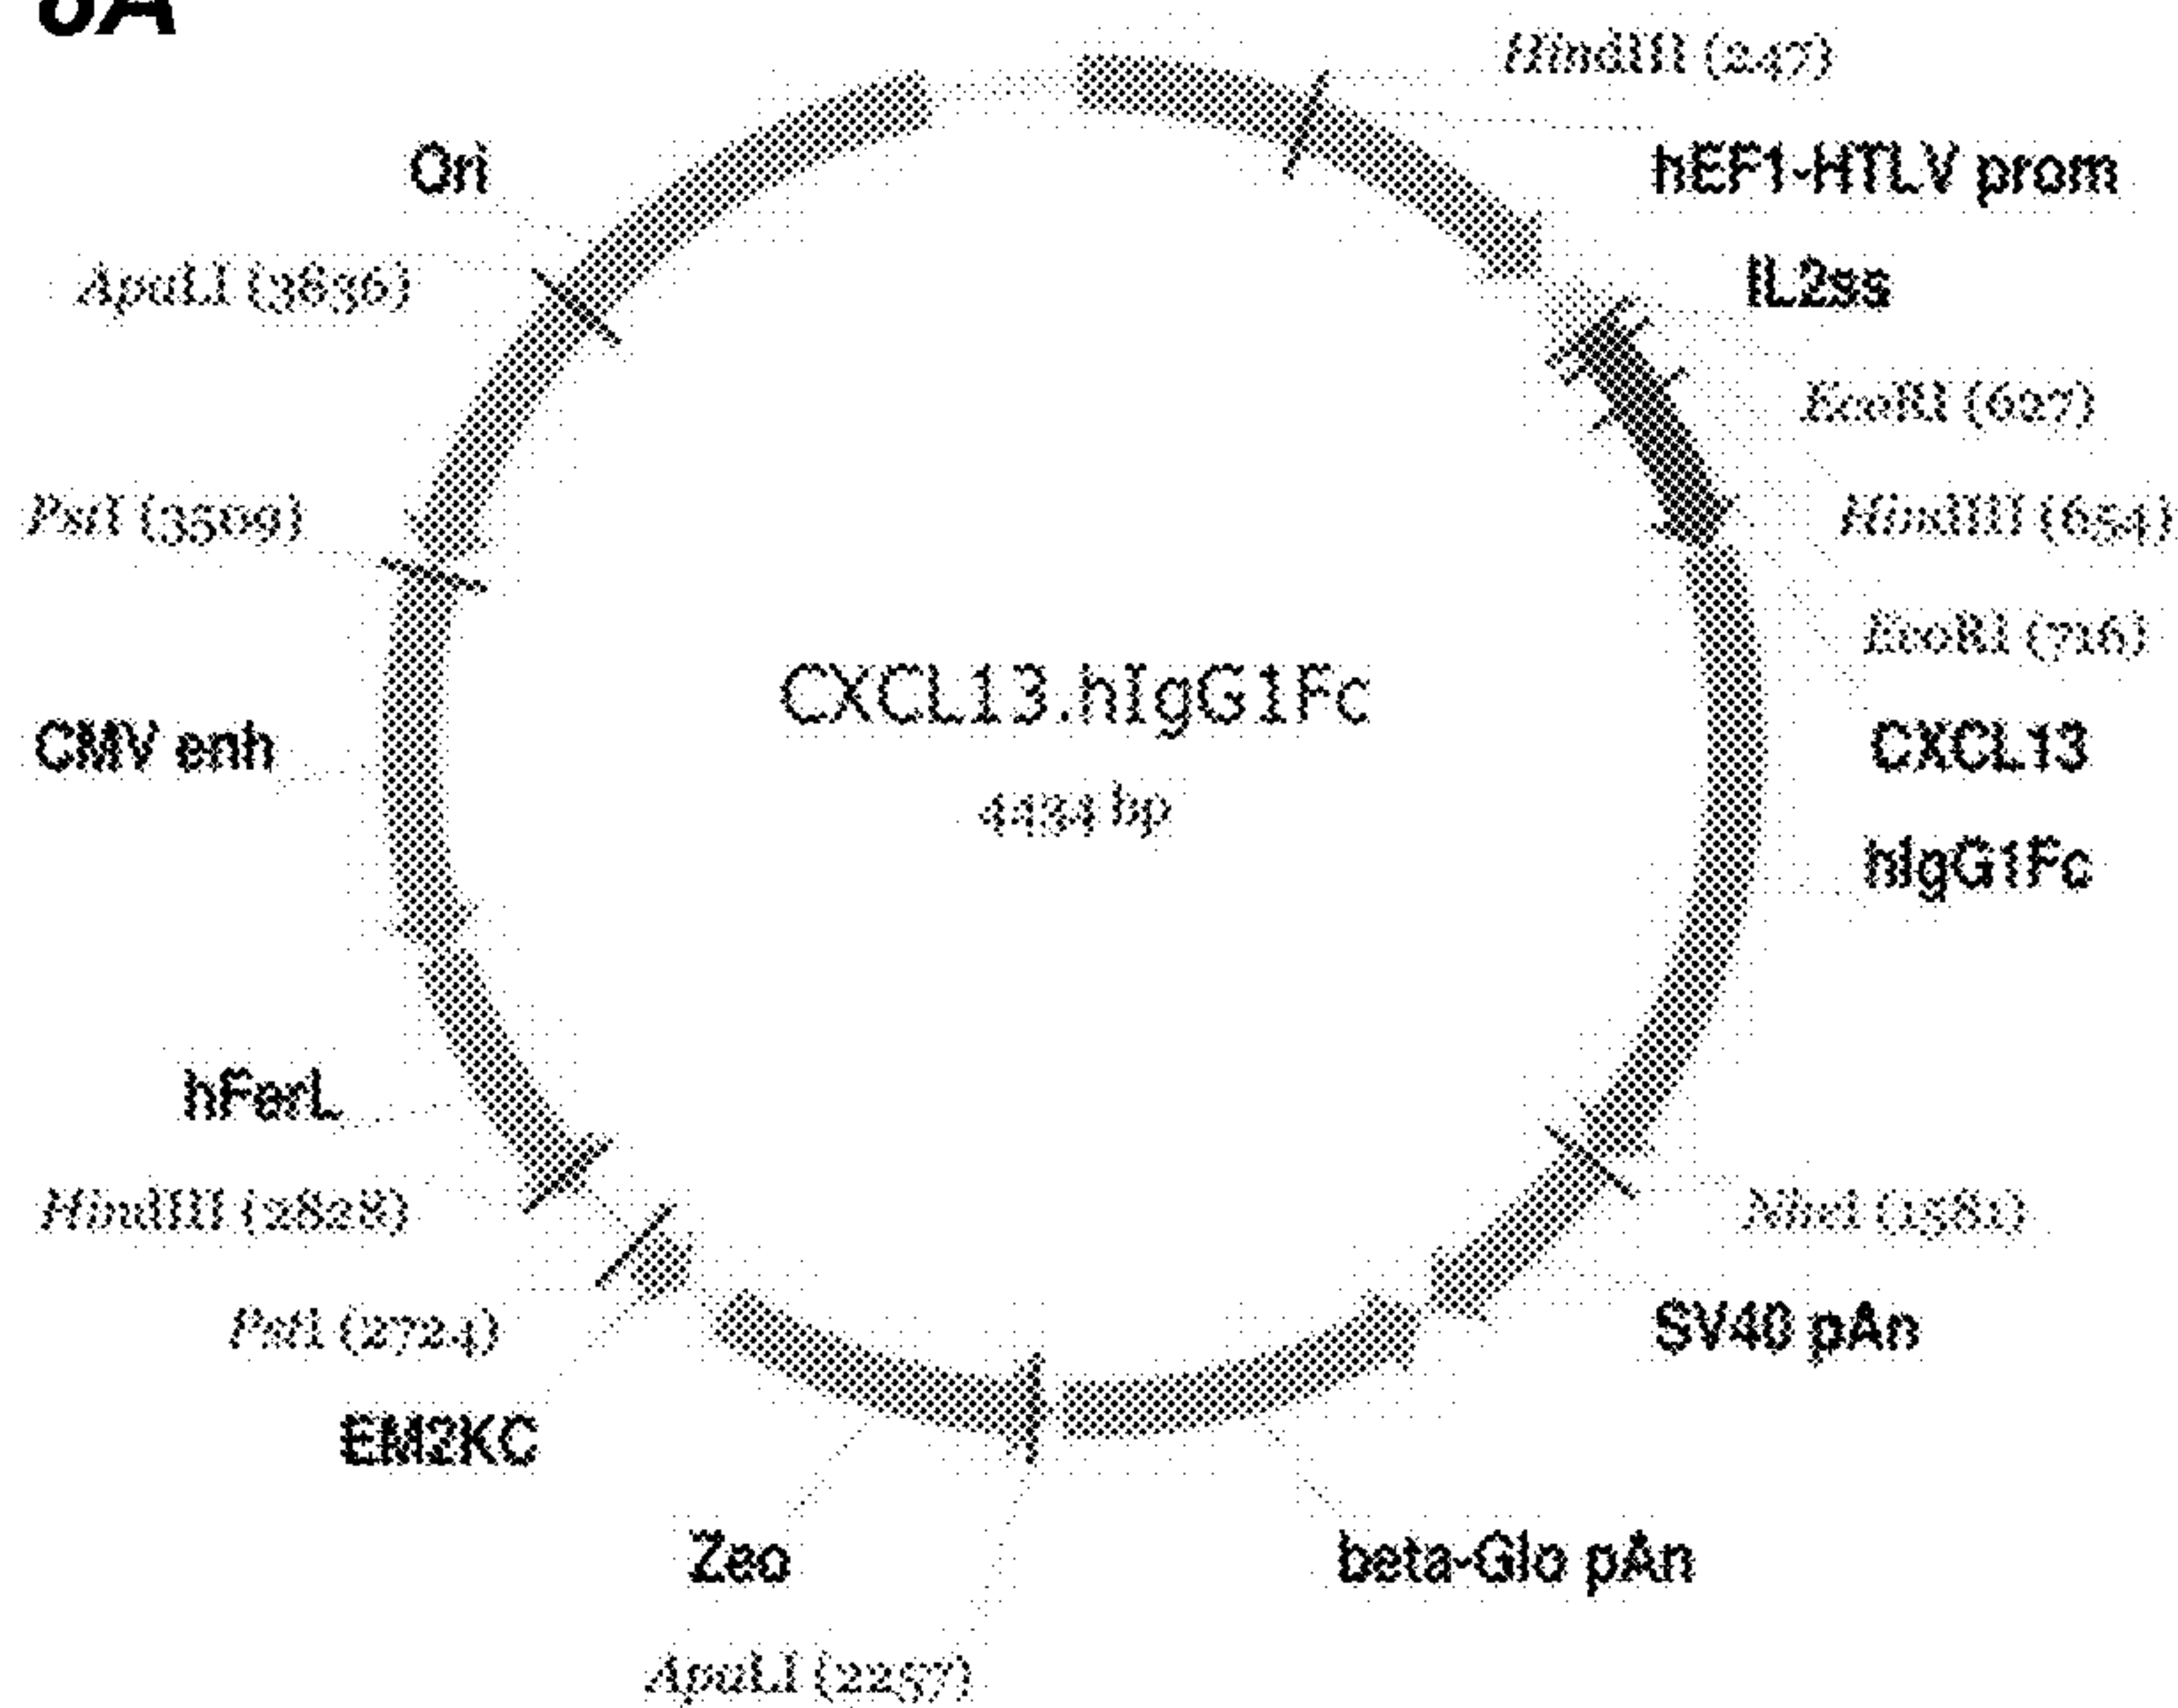 HindIII (247)
hEF1-HTLV prom
IL2ss
EcoRI (627)
HindIII (654)
EcoRI (716)
CXCL13
hIgG1Fc
NheI (1581)
SV40 pAn
beta-Glo pAn
ApaLI (2257)
Zeo
EM2KC
PstI (2724)
HindIII (2828)
hFerL
CMV enh
PstI (3509)
ApaLI (3636)
Ori
CXCL13.hIgG1Fc
4434 bp